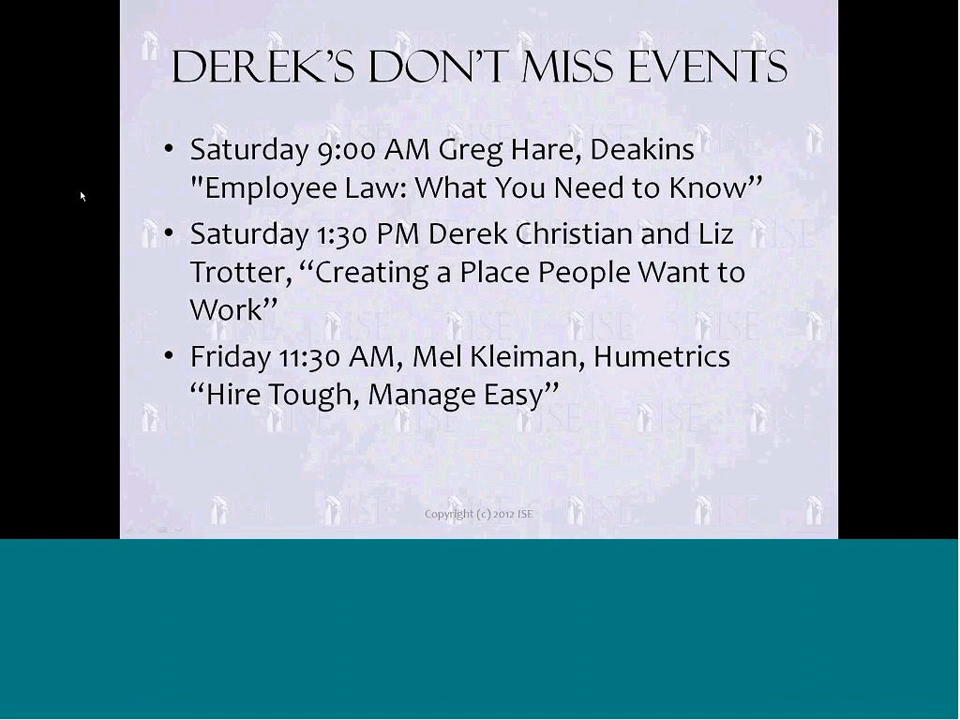 DEREK'S DON'T MISS EVENTS
• Saturday 9:00 AM Greg Hare, Deakins
"Employee Law: What You Need to Know”
• Saturday 1:30 PM Derek Christian and Liz
Trotter, “Creating a Place People Want to
Work”
• Friday 11:30 AM, Mel Kleiman, Humetrics
“Hire Tough, Manage Easy”
Copyright (c) 2012 ISE